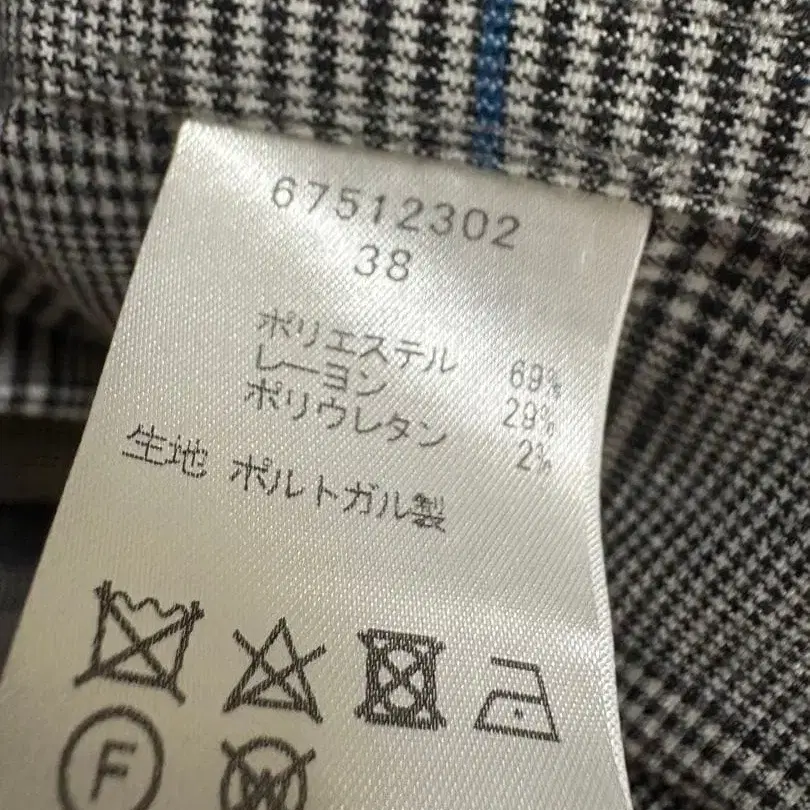 67512302
38
ポリエステル 69%
レーヨン 29%
ポリウレタン 2%
生地 ポルトガル製
F
W